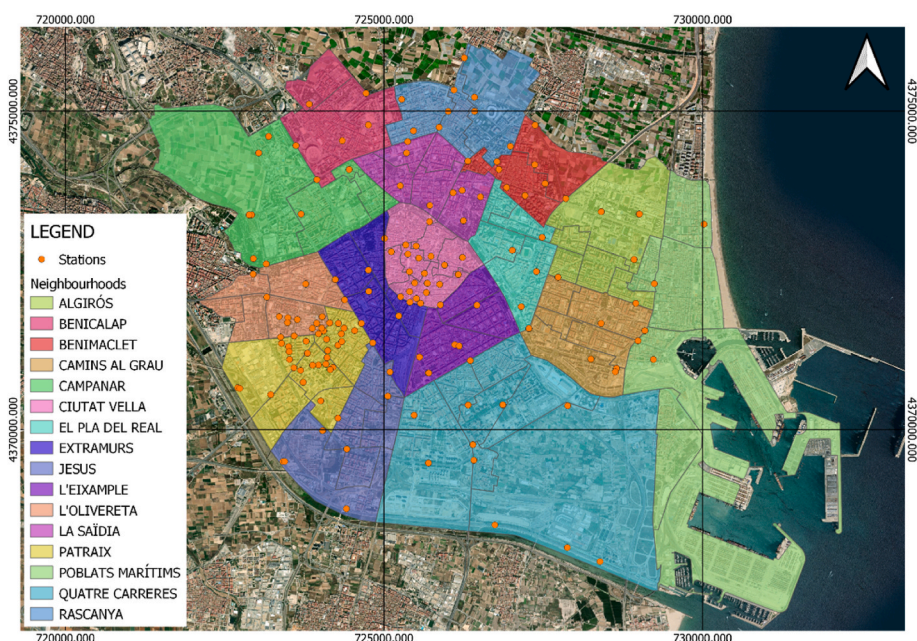 720000.000 725000.000 730000.000
4375000.000 4375000.000
4370000.000 4370000.000
LEGEND
Stations
Neighbourhoods
ALGIRÓS
BENICALAP
BENIMACLET
CAMINS AL GRAU
CAMPANAR
CIUTAT VELLA
EL PLA DEL REAL
EXTRAMURS
JESUS
L'EIXAMPLE
L'OLIVERETA
LA SAÏDIA
PATRAIX
POBLATS MARÍTIMS
QUATRE CARRERES
RASCANYA
720000.000 725000.000 730000.000